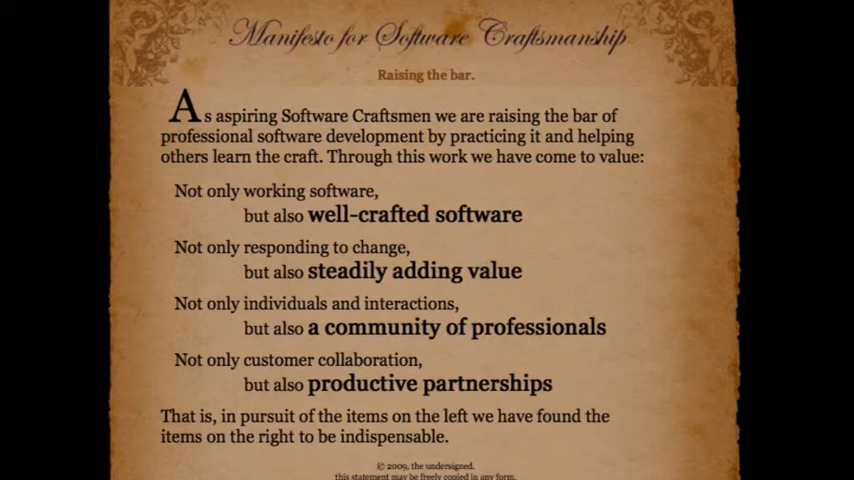 Manifesto for Software Craftsmanship
Raising the bar.
As aspiring Software Craftsmen we are raising the bar of
professional software development by practicing it and helping
others learn the craft. Through this work we have come to value:
Not only working software,
but also well-crafted software
Not only responding to change,
but also steadily adding value
Not only individuals and interactions,
but also a community of professionals
Not only customer collaboration,
but also productive partnerships
That is, in pursuit of the items on the left we have found the
items on the right to be indispensable.
© 2009, the undersigned.
this statement may be freely copied in any form,